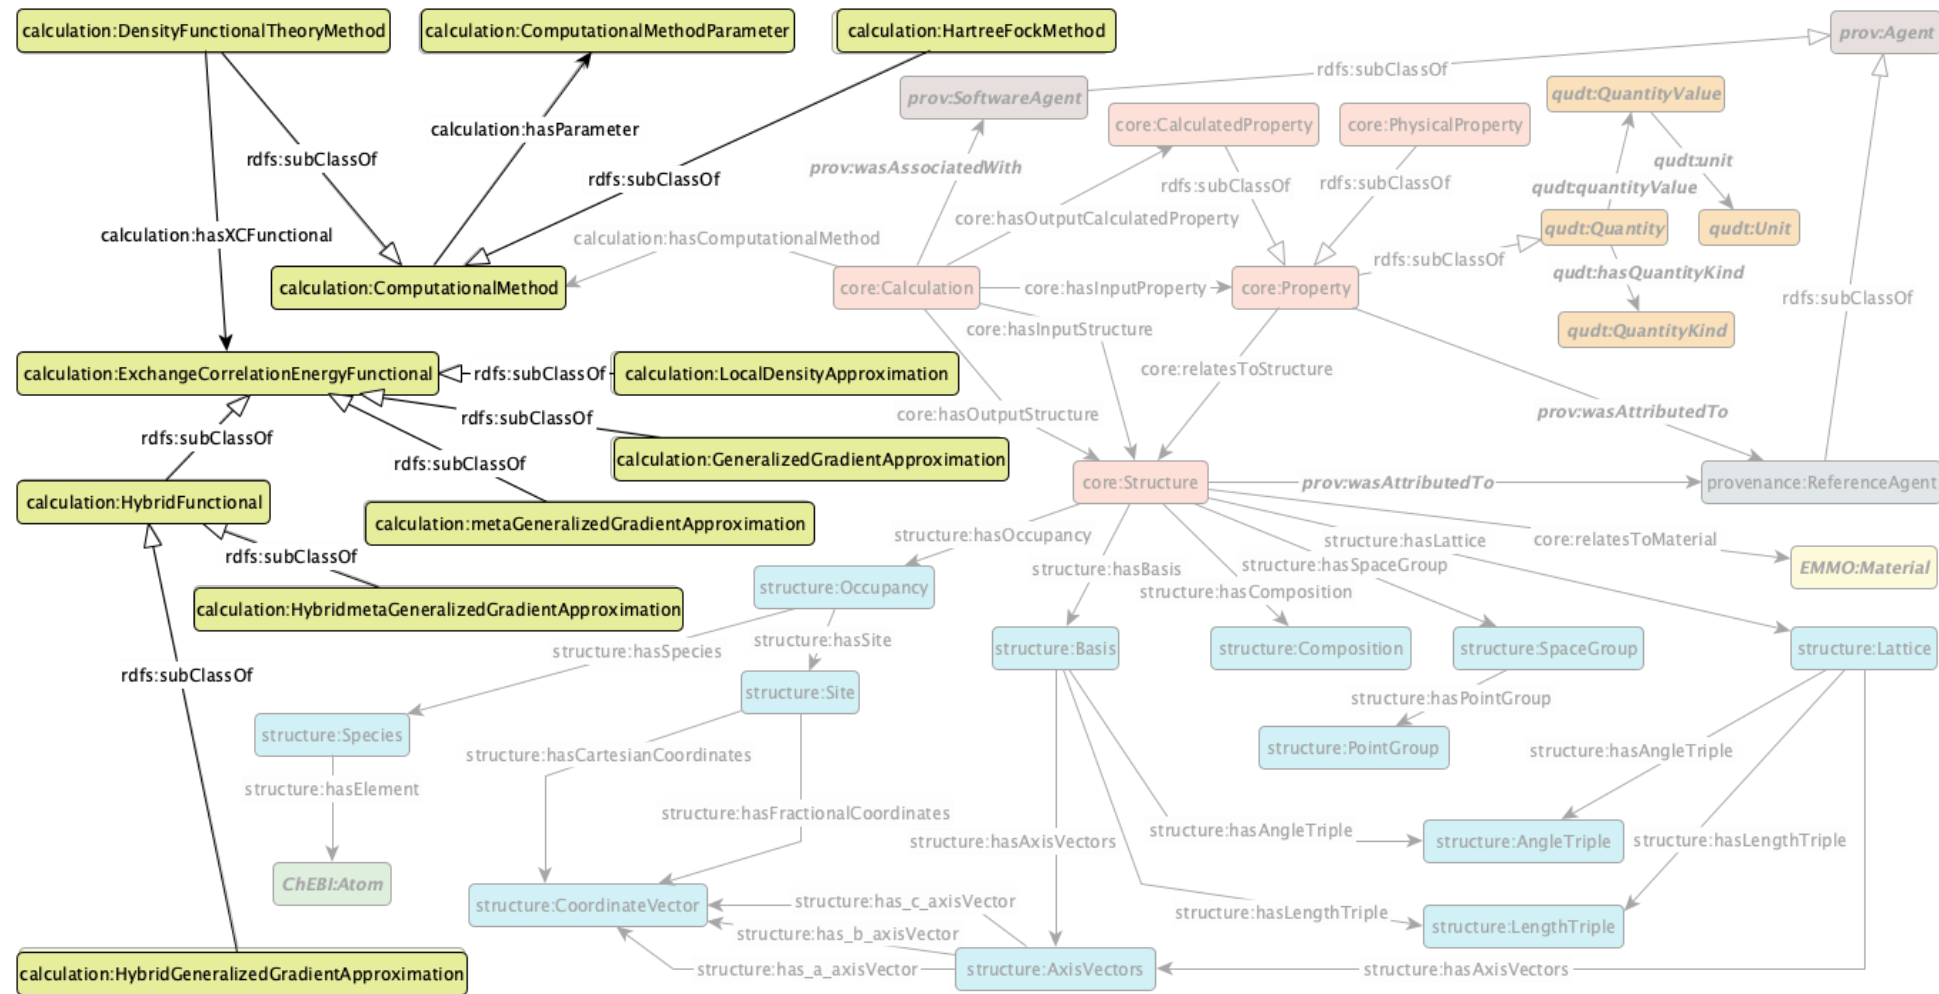 calculation:DensityFunctionalTheoryMethod
calculation:ComputationalMethodParameter
calculation:HartreeFockMethod
prov:Agent
rdfs:subClassOf
prov:SoftwareAgent
qudt:QuantityValue
core:CalculatedProperty
core:PhysicalProperty
calculation:hasParameter
rdfs:subClassOf
prov:wasAssociatedWith
qudt:unit
rdfs:subClassOf
rdfs:subClassOf
rdfs:subClassOf
qudt:quantityValue
core:hasOutputCalculatedProperty
calculation:hasXCFunctional
calculation:hasComputationalMethod
qudt:Quantity
qudt:Unit
rdfs:subClassOf
qudt:hasQuantityKind
calculation:ComputationalMethod
core:Calculation
core:hasInputProperty
core:Property
rdfs:subClassOf
core:hasInputStructure
qudt:QuantityKind
calculation:ExchangeCorrelationEnergyFunctional
rdfs:subClassOf
calculation:LocalDensityApproximation
core:relatesToStructure
rdfs:subClassOf
core:hasOutputStructure
prov:wasAttributedTo
rdfs:subClassOf
rdfs:subClassOf
calculation:GeneralizedGradientApproximation
core:Structure
prov:wasAttributedTo
provenance:ReferenceAgent
calculation:HybridFunctional
calculation:metaGeneralizedGradientApproximation
structure:hasOccupancy
structure:hasLattice
core:relatesToMaterial
rdfs:subClassOf
structure:hasBasis
structure:hasSpaceGroup
EMMO:Material
structure:Occupancy
structure:hasComposition
calculation:HybridmetaGeneralizedGradientApproximation
structure:hasSpecies
structure:hasSite
structure:Basis
structure:Composition
structure:SpaceGroup
structure:Lattice
rdfs:subClassOf
structure:Site
structure:hasPointGroup
structure:Species
structure:hasCartesianCoordinates
structure:PointGroup
structure:hasAngleTriple
structure:hasElement
structure:hasFractionalCoordinates
structure:hasAxisVectors
structure:hasAngleTriple
structure:AngleTriple
structure:hasLengthTriple
ChEBI:Atom
structure:CoordinateVector
structure:has_c_axisVector
structure:hasLengthTriple
structure:LengthTriple
structure:has_b_axisVector
calculation:HybridGeneralizedGradientApproximation
structure:has_a_axisVector
structure:AxisVectors
structure:hasAxisVectors